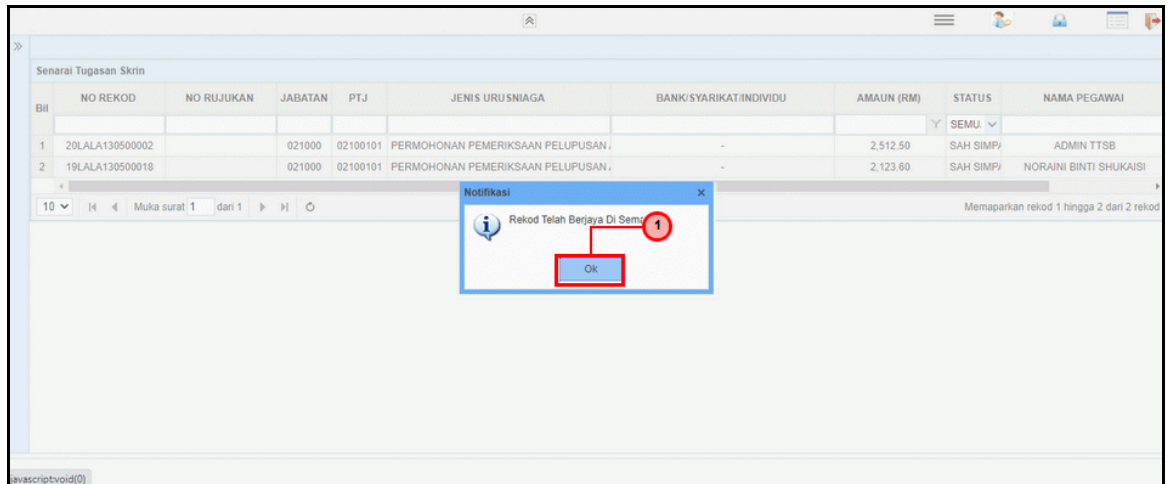 Senarai Tugasan Skrin
Bil NO REKOD NO RUJUKAN JABATAN PTJ JENIS URUSNIAGA BANK/SYARIKAT/INDIVIDU AMAUN (RM) STATUS NAMA PEGAWAI
SEMU.
1 20LALA130500002 021000 02100101 PERMOHONAN PEMERIKSAAN PELUPUSAN - 2,512.50 SAH SIMP ADMIN TTSB
2 19LALA130500018 021000 02100101 PERMOHONAN PEMERIKSAAN PELUPUSAN - 2,123.60 SAH SIMP NORAINI BINTI SHUKAISI
10 Muka surat 1 dari 1 Memaparkan rekod 1 hingga 2 dari 2 rekod
Notifikasi x
Rekod Telah Berjaya Di Sema
1
Ok
javascript:void(0)